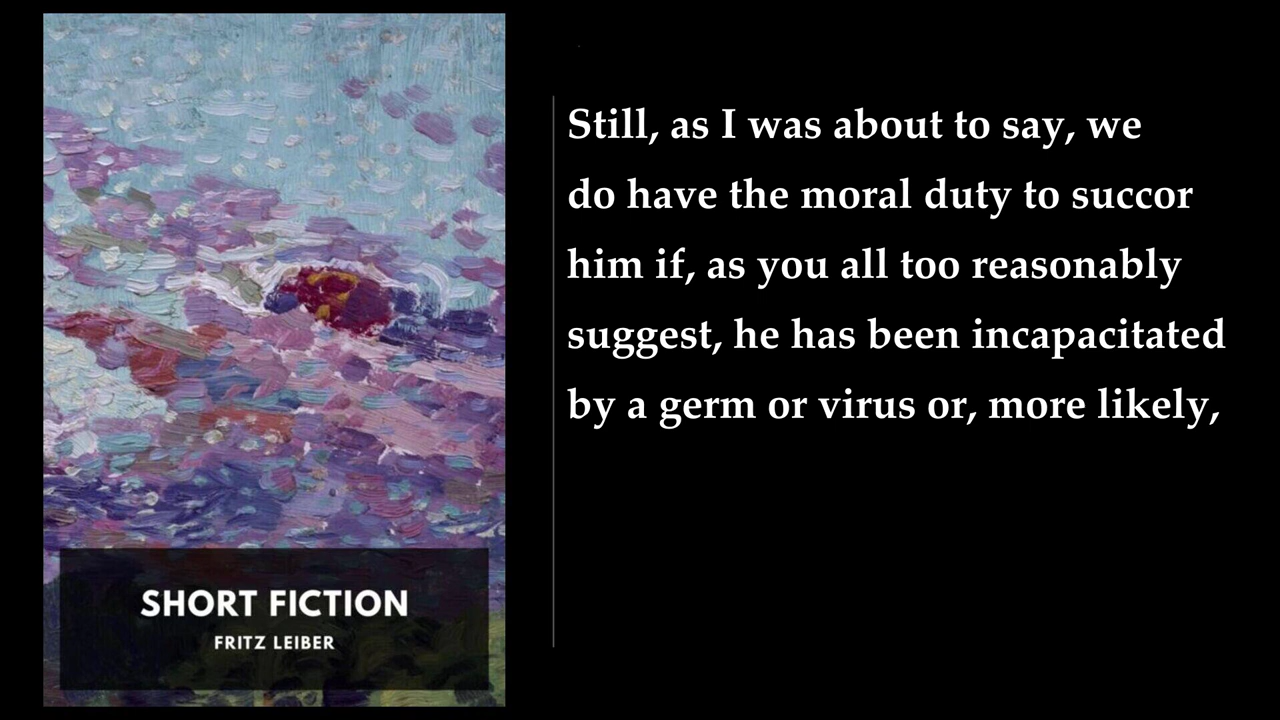 SHORT FICTION
FRITZ LEIBER
Still, as I was about to say, we
do have the moral duty to succor
him if, as you all too reasonably
suggest, he has been incapacitated
by a germ or virus or, more likely,